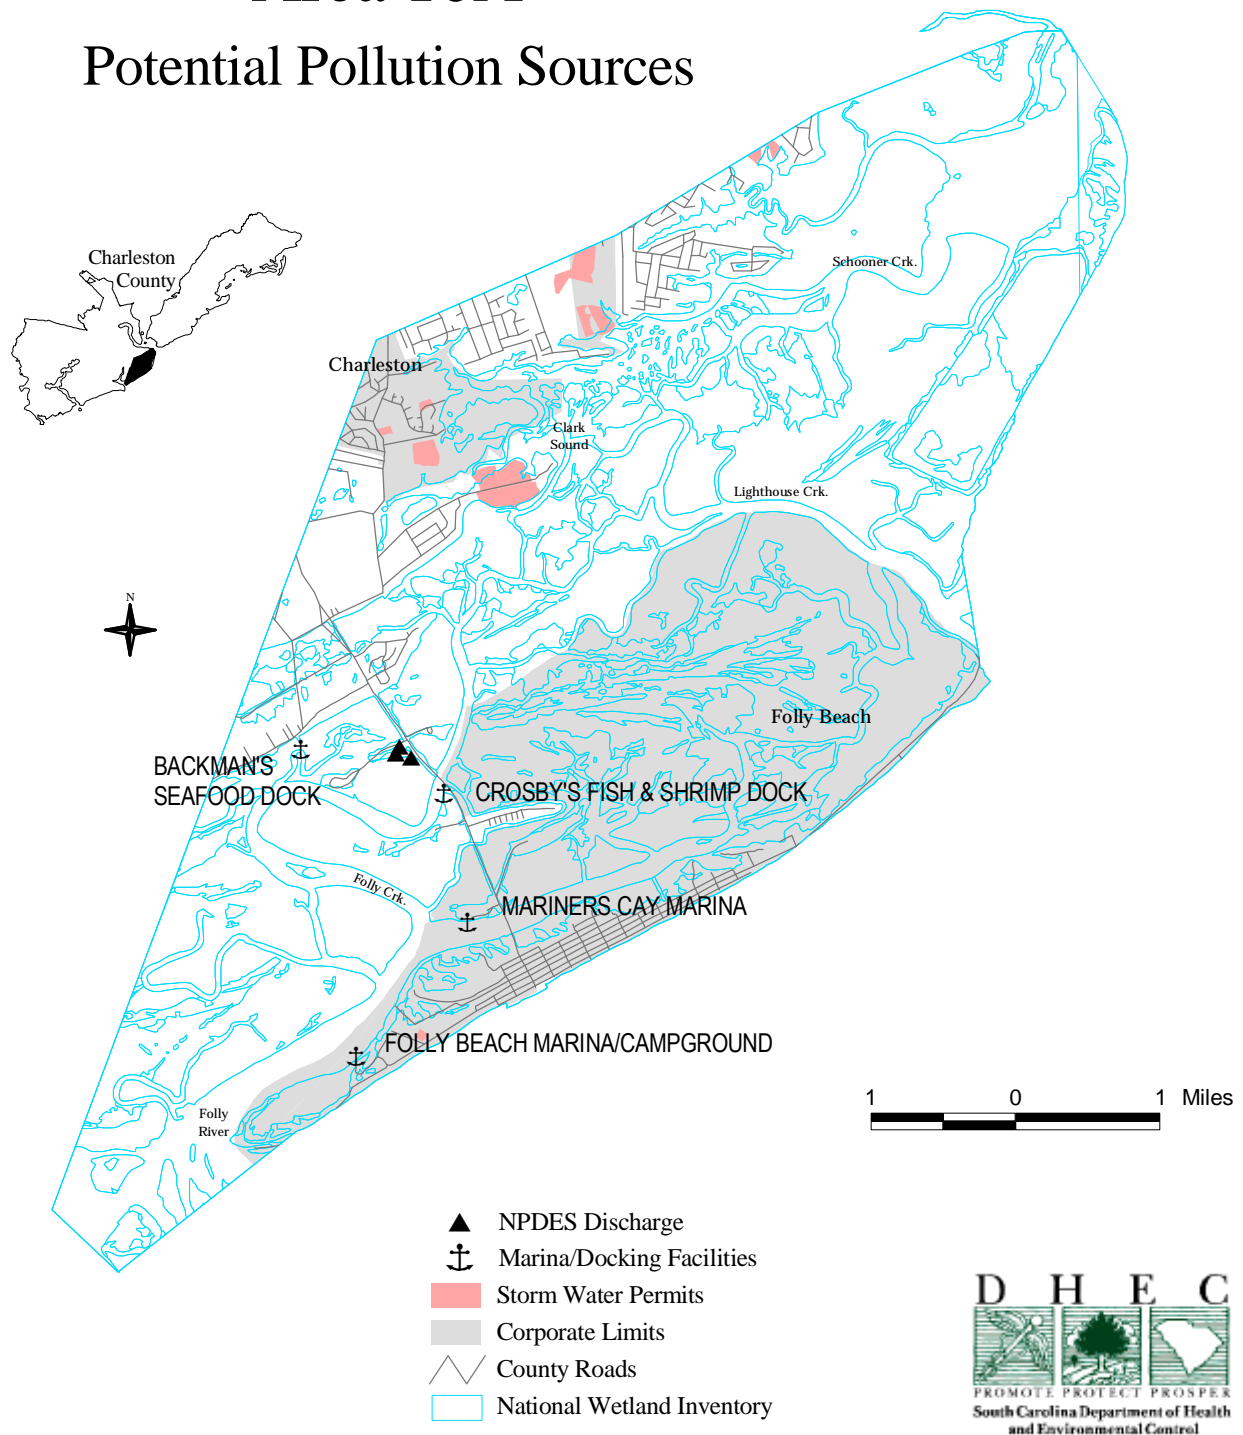 Potential Pollution Sources
Charleston
County
Schooner Crk.
Charleston
Clark
Sound
Lighthouse Crk.
N
Folly Beach
BACKMAN'S
SEAFOOD DOCK
CROSBY'S FISH & SHRIMP DOCK
Folly Crk.
MARINERS CAY MARINA
FOLLY BEACH MARINA/CAMPGROUND
Folly
River
1 0 1 Miles
NPDES Discharge
Marina/Docking Facilities
Storm Water Permits
Corporate Limits
County Roads
National Wetland Inventory
D H E C
PROMOTE PROTECT PROSPER
South Carolina Department of Health
and Environmental Control